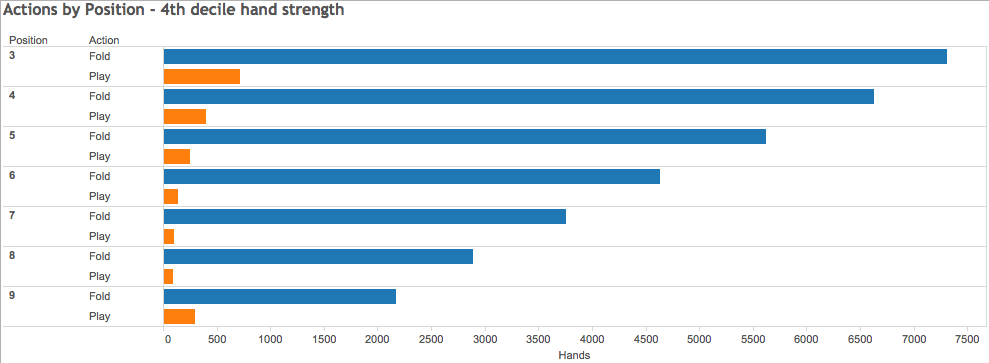 Actions by Position - 4th decile hand strength
Position Action
3 Fold
Play
4 Fold
Play
5 Fold
Play
6 Fold
Play
7 Fold
Play
8 Fold
Play
9 Fold
Play
0 500 1000 1500 2000 2500 3000 3500 4000 4500 5000 5500 6000 6500 7000 7500
Hands